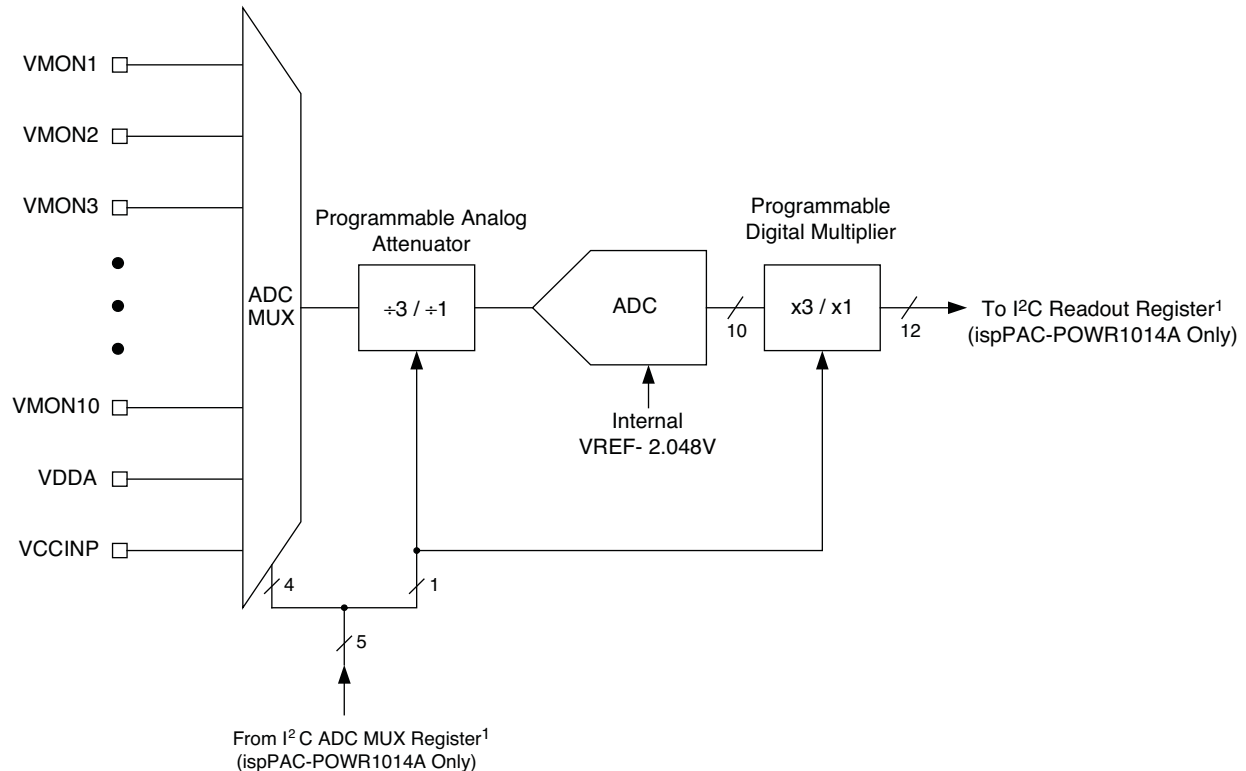 VMON1
VMON2
VMON3
VMON10
VDDA
VCCINP
ADC
MUX
Programmable Analog
Attenuator
÷3 / ÷1
ADC
10
Internal
VREF- 2.048V
Programmable
Digital Multiplier
x3 / x1
12
To I²C Readout Register¹
(ispPAC-POWR1014A Only)
4
1
5
From I² C ADC MUX Register¹
(ispPAC-POWR1014A Only)